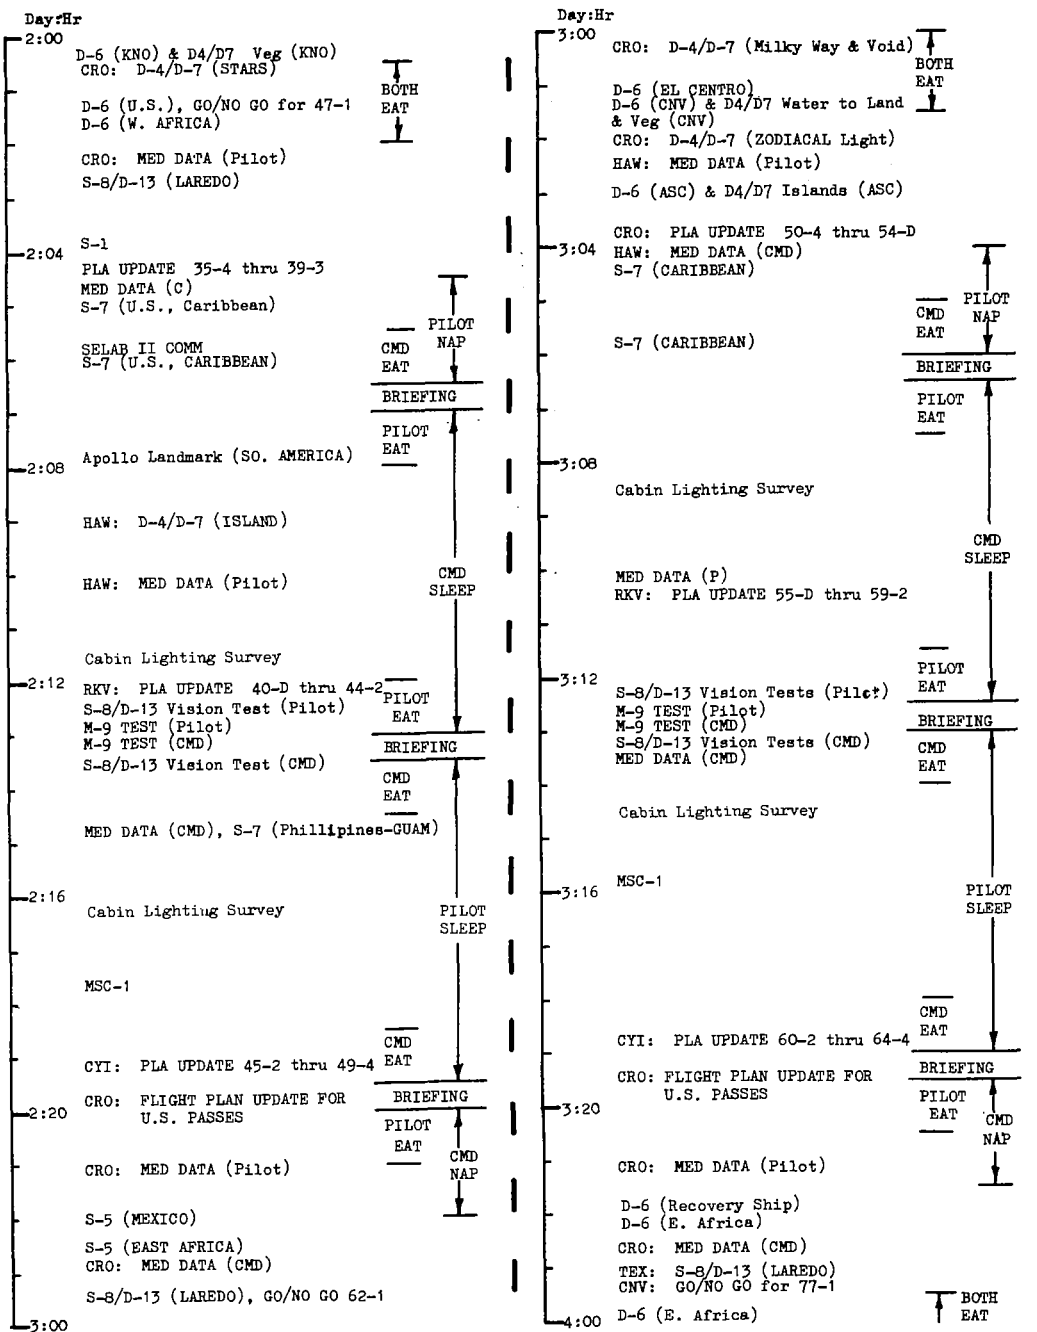 Day:Hr
2:00
D-6 (KNO) & D4/D7 Veg (KNO)
CRO: D-4/D-7 (STARS)
BOTH
EAT
D-6 (U.S.), GO/NO GO for 47-1
D-6 (W. AFRICA)
CRO: MED DATA (Pilot)
S-8/D-13 (LAREDO)
S-1
2:04
PLA UPDATE 35-4 thru 39-3
MED DATA (C)
S-7 (U.S., Caribbean)
PILOT
NAP
SELAB II COMM
S-7 (U.S., CARIBBEAN)
CMD
EAT
BRIEFING
PILOT
EAT
Apollo Landmark (SO. AMERICA)
2:08
HAW: D-4/D-7 (ISLAND)
CMD
SLEEP
HAW: MED DATA (Pilot)
Cabin Lighting Survey
2:12
RKV: PLA UPDATE 40-D thru 44-2
S-8/D-13 Vision Test (Pilot)
PILOT
EAT
M-9 TEST (Pilot)
M-9 TEST (CMD)
BRIEFING
S-8/D-13 Vision Test (CMD)
CMD
EAT
MED DATA (CMD), S-7 (Phillipines-GUAM)
2:16
Cabin Lighting Survey
PILOT
SLEEP
MSC-1
CMD
EAT
CYI: PLA UPDATE 45-2 thru 49-4
BRIEFING
CRO: FLIGHT PLAN UPDATE FOR
U.S. PASSES
2:20
PILOT
EAT
CMD
NAP
CRO: MED DATA (Pilot)
S-5 (MEXICO)
S-5 (EAST AFRICA)
CRO: MED DATA (CMD)
S-8/D-13 (LAREDO), GO/NO GO 62-1
3:00
Day:Hr
3:00
CRO: D-4/D-7 (Milky Way & Void)
BOTH
EAT
D-6 (EL CENTRO)
D-6 (CNV) & D4/D7 Water to Land
& Veg (CNV)
CRO: D-4/D-7 (ZODIACAL Light)
HAW: MED DATA (Pilot)
D-6 (ASC) & D4/D7 Islands (ASC)
CRO: PLA UPDATE 50-4 thru 54-D
3:04
HAW: MED DATA (CMD)
S-7 (CARIBBEAN)
PILOT
NAP
CMD
EAT
S-7 (CARIBBEAN)
BRIEFING
PILOT
EAT
3:08
Cabin Lighting Survey
CMD
SLEEP
MED DATA (P)
RKV: PLA UPDATE 55-D thru 59-2
PILOT
EAT
3:12
S-8/D-13 Vision Tests (Pilot)
M-9 TEST (Pilot)
M-9 TEST (CMD)
BRIEFING
S-8/D-13 Vision Tests (CMD)
MED DATA (CMD)
CMD
EAT
Cabin Lighting Survey
3:16
MSC-1
PILOT
SLEEP
CMD
EAT
CYI: PLA UPDATE 60-2 thru 64-4
BRIEFING
CRO: FLIGHT PLAN UPDATE FOR
U.S. PASSES
3:20
PILOT
EAT
CMD
NAP
CRO: MED DATA (Pilot)
D-6 (Recovery Ship)
D-6 (E. Africa)
CRO: MED DATA (CMD)
TEX: S-8/D-13 (LAREDO)
CNV: GO/NO GO for 77-1
D-6 (E. Africa)
BOTH
EAT
4:00